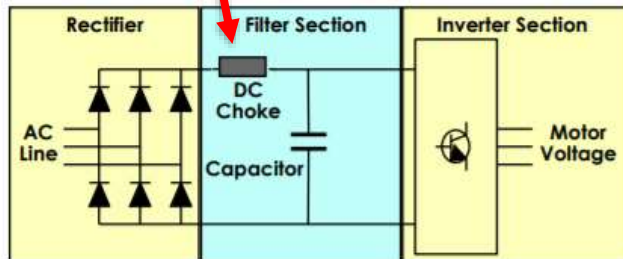 Rectifier
Filter Section
Inverter Section
DC
Choke
AC
Line
Capacitor
Motor
Voltage